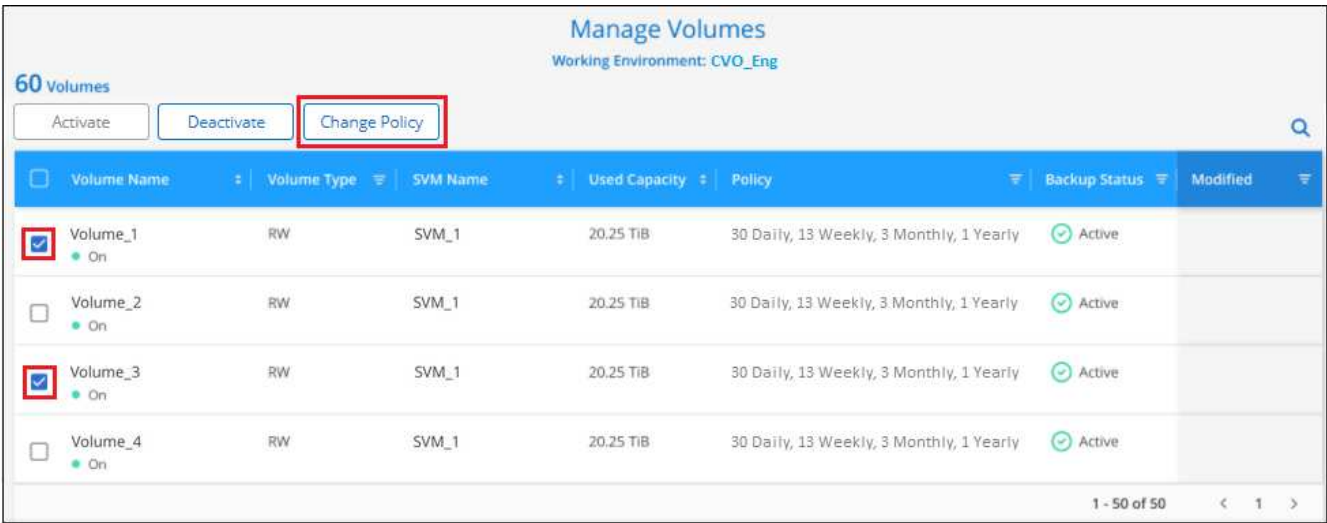 Manage Volumes
Working Environment: CVO_Eng
60 Volumes
Activate Deactivate Change Policy
Volume Name Volume Type SVM Name Used Capacity Policy Backup Status Modified
Volume_1 RW SVM_1 20.25 TiB 30 Daily, 13 Weekly, 3 Monthly, 1 Yearly Active
On
Volume_2 RW SVM_1 20.25 TiB 30 Daily, 13 Weekly, 3 Monthly, 1 Yearly Active
On
Volume_3 RW SVM_1 20.25 TiB 30 Daily, 13 Weekly, 3 Monthly, 1 Yearly Active
On
Volume_4 RW SVM_1 20.25 TiB 30 Daily, 13 Weekly, 3 Monthly, 1 Yearly Active
On
1 - 50 of 50 < 1 >